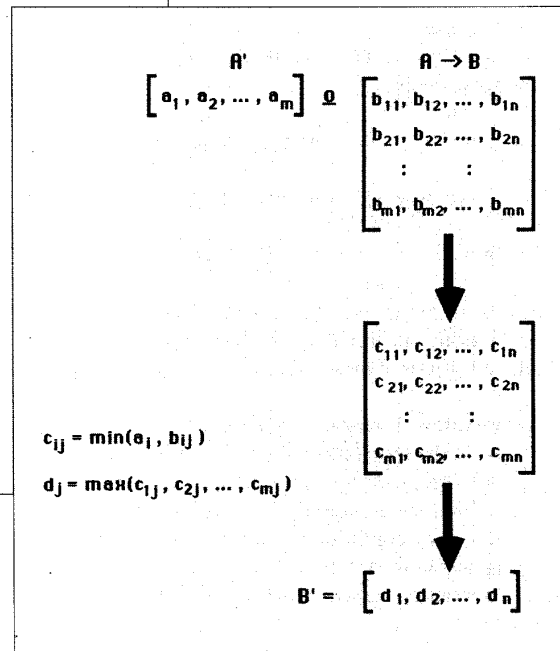 A'
A → B
[ a1 , a2, ... , am ] o
b11, b12, ... , b1n
b21, b22, ... , b2n
: :
bm1, bm2, ... , bmn
c11, c12, ... , c1n
c21, c22, ... , c2n
: :
cm1, cm2, ... , cmn
cij = min(ai , bij)
dj = max(c1j , c2j, ... , cmj)
B' = [ d1, d2, ... , dn ]